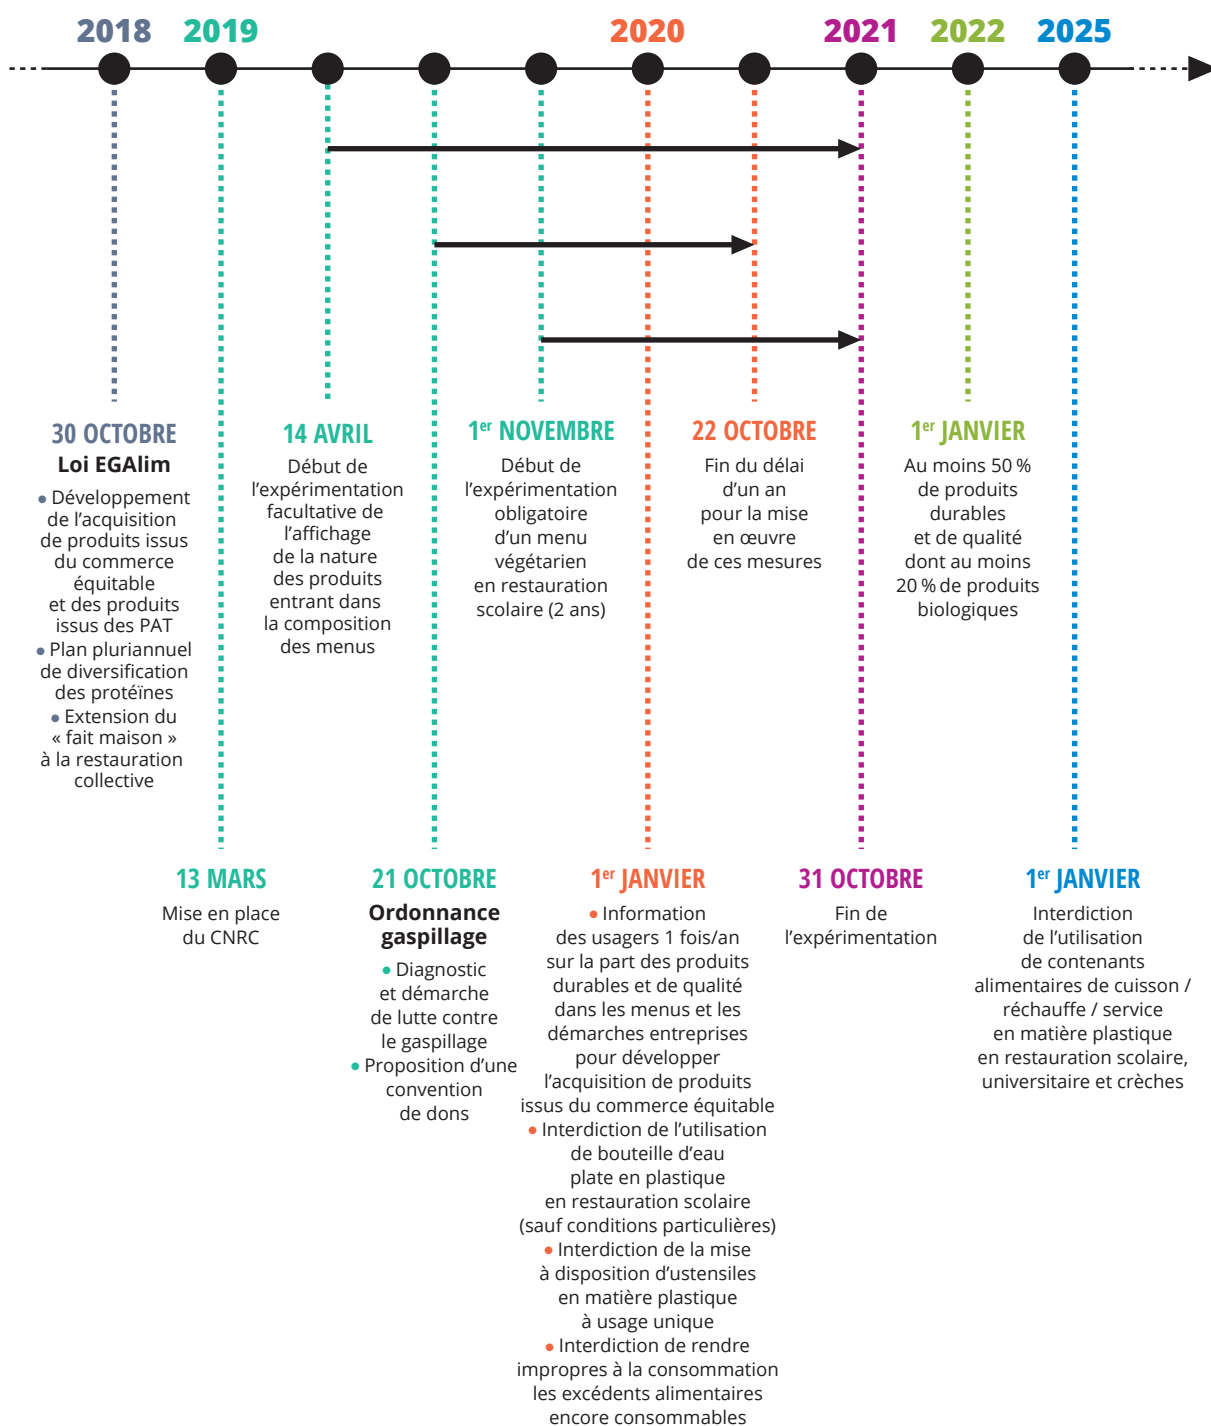 2018
2019
2020
2021
2022
2025
30 OCTOBRE
Loi EGAlim
• Développement
de l’acquisition
de produits issus
du commerce
équitable
et des produits
issus des PAT
• Plan pluriannuel
de diversification
des protéïnes
• Extension du
« fait maison »
à la restauration
collective
14 AVRIL
Début de
l’expérimentation
facultative de
l’affichage
de la nature
des produits
entrant dans
la composition
des menus
1er NOVEMBRE
Début de
l’expérimentation
obligatoire
d’un menu
végétarien
en restauration
scolaire (2 ans)
22 OCTOBRE
Fin du délai
d’un an
pour la mise
en œuvre
de ces mesures
1er JANVIER
Au moins 50 %
de produits
durables
et de qualité
dont au moins
20 % de produits
biologiques
13 MARS
Mise en place
du CNRC
21 OCTOBRE
Ordonnance
gaspillage
• Diagnostic
et démarche
de lutte contre
le gaspillage
• Proposition d’une
convention
de dons
1er JANVIER
• Information
des usagers 1 fois/an
sur la part des produits
durables et de qualité
dans les menus et les
démarches entreprises
pour développer
l’acquisition de produits
issus du commerce équitable
• Interdiction de l’utilisation
de bouteille d’eau
plate en plastique
en restauration scolaire
(sauf conditions particulières)
• Interdiction de la mise
à disposition d’ustensiles
en matière plastique
à usage unique
• Interdiction de rendre
impropres à la consommation
les excédents alimentaires
encore consommables
31 OCTOBRE
Fin de
l’expérimentation
1er JANVIER
Interdiction
de l’utilisation
de contenants
alimentaires de cuisson /
réchauffe / service
en matière plastique
en restauration scolaire,
universitaire et crèches